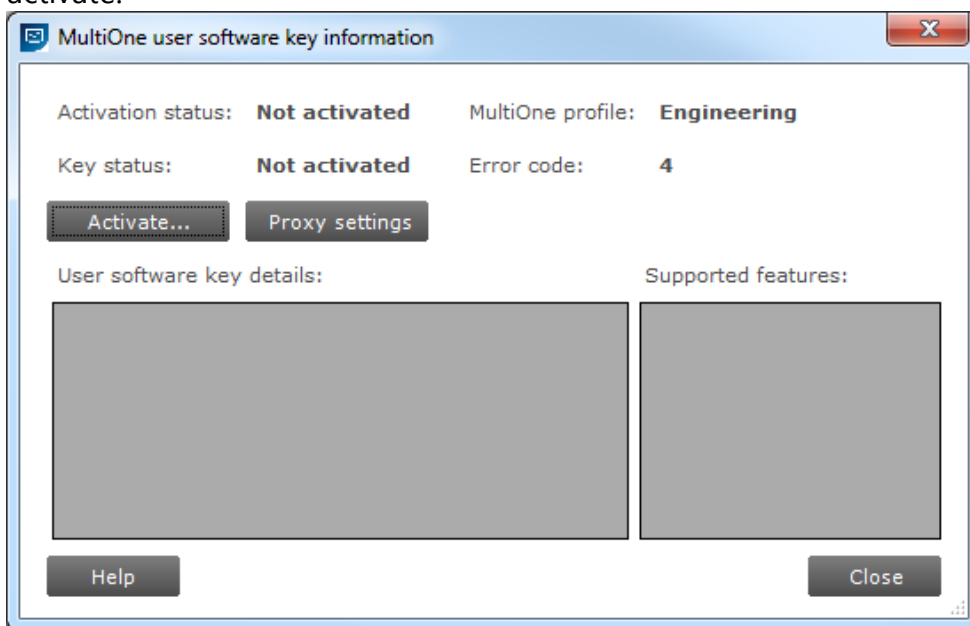 activate.
MultiOne user software key information
Activation status: Not activated MultiOne profile: Engineering
Key status: Not activated Error code: 4
Activate... Proxy settings
User software key details: Supported features:
Help Close